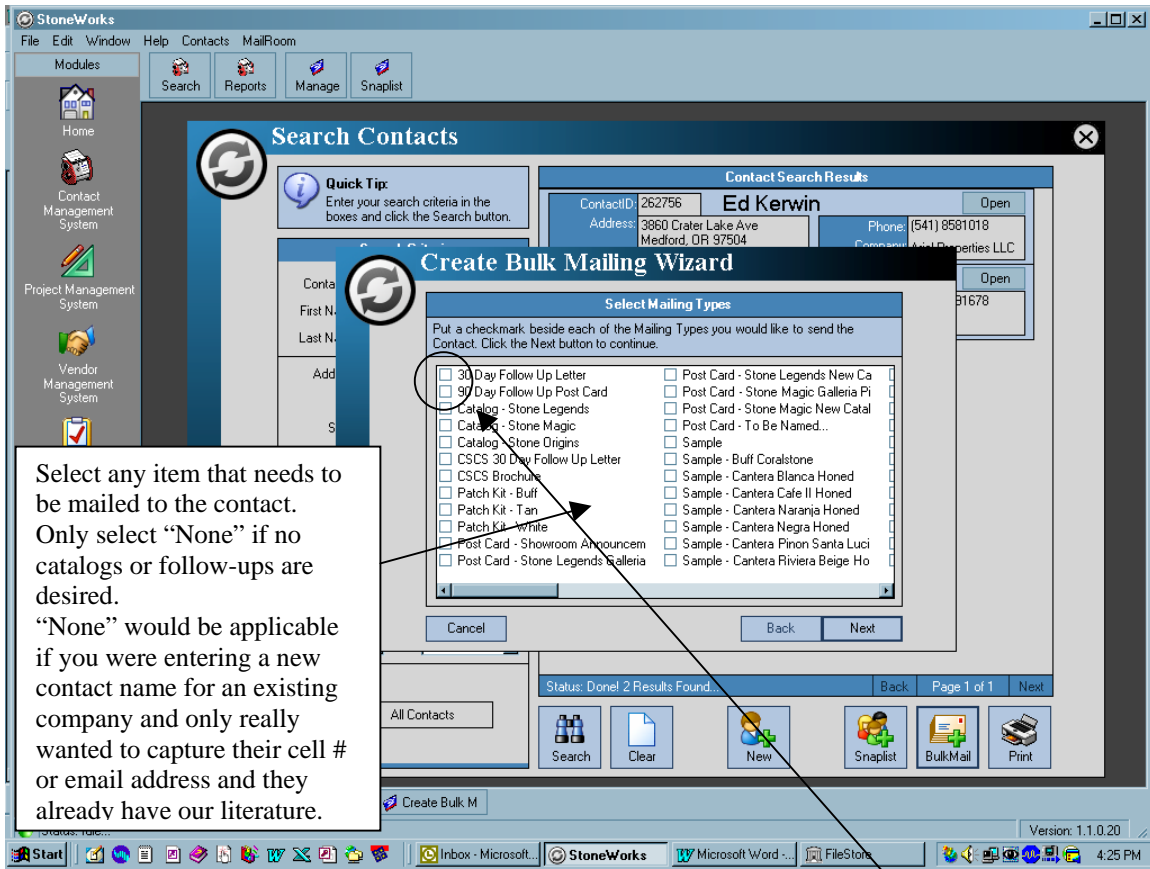 StoneWorks
File Edit Window Help Contacts MailRoom
Modules
Search Reports Manage Snaplist
Home
Contact
Management
System
Project Management
System
Vendor
Management
System
Search Contacts
Quick Tip:
Enter your search criteria in the
boxes and click the Search button.
Conta
First N
Last N
Add
S
All Contacts
Contact Search Results
ContactID: 262756 Ed Kerwin Open
Address: 3860 Crater Lake Ave
Medford, OR 97504
Phone: (541) 8581018
perties LLC
Open
91678
Create Bulk Mailing Wizard
Select Mailing Types
Put a checkmark beside each of the Mailing Types you would like to send the
Contact. Click the Next button to continue.
30 Day Follow Up Letter
90 Day Follow Up Post Card
Catalog - Stone Legends
Catalog - Stone Magic
Catalog - Stone Origins
CSCS 30 Day Follow Up Letter
CSCS Brochure
Patch Kit - Buff
Patch Kit - Tan
Patch Kit - White
Post Card - Showroom Announcem
Post Card - Stone Legends Galleria
Post Card - Stone Legends New Ca
Post Card - Stone Magic Galleria Pi
Post Card - Stone Magic New Catal
Post Card - To Be Named...
Sample
Sample - Buff Coralstone
Sample - Cantera Blanca Honed
Sample - Cantera Cafe II Honed
Sample - Cantera Naranja Honed
Sample - Cantera Negra Honed
Sample - Cantera Pinon Santa Luci
Sample - Cantera Riviera Beige Ho
Cancel Back Next
Select any item that needs to
be mailed to the contact.
Only select “None” if no
catalogs or follow-ups are
desired.
“None” would be applicable
if you were entering a new
contact name for an existing
company and only really
wanted to capture their cell #
or email address and they
already have our literature.
Status: Done! 2 Results Found... Back Page 1 of 1 Next
Search Clear New Snaplist BulkMail Print
Create Bulk M
Status: Idle...
Version: 1.1.0.20
Start Inbox - Microsoft... StoneWorks Microsoft Word -... FileStore 4:25 PM